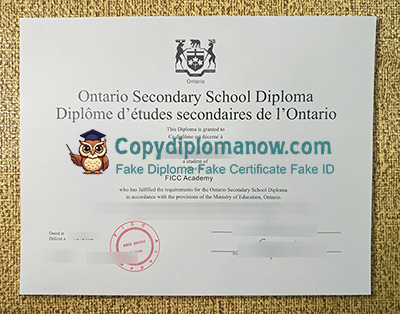 Ontario
Ontario Secondary School Diploma
Diplôme d'études secondaires de l'Ontario
This Diploma is granted to
Ce diplôme est décerné à
Copydiplomanow.com
Fake Diploma Fake Certificate Fake ID
a student of
FICC Academy
who has fulfilled the requirements for the Ontario Secondary School Diploma
in accordance with the provisions of the Ministry of Education, Ontario.
Dated at
Délivré à